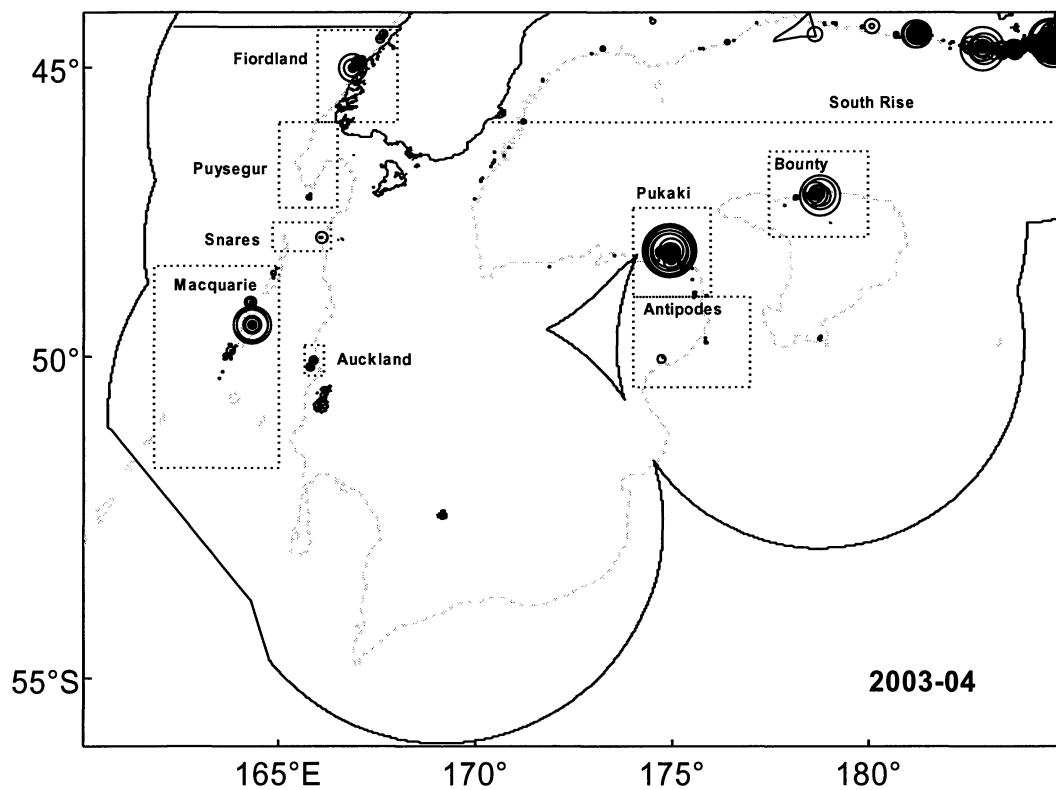 Fiordland
45°
South Rise
Bounty
Puysegur
Pukaki
Snares
Macquarie
Antipodes
50°
Auckland
55°S
2003-04
165°E
170°
175°
180°